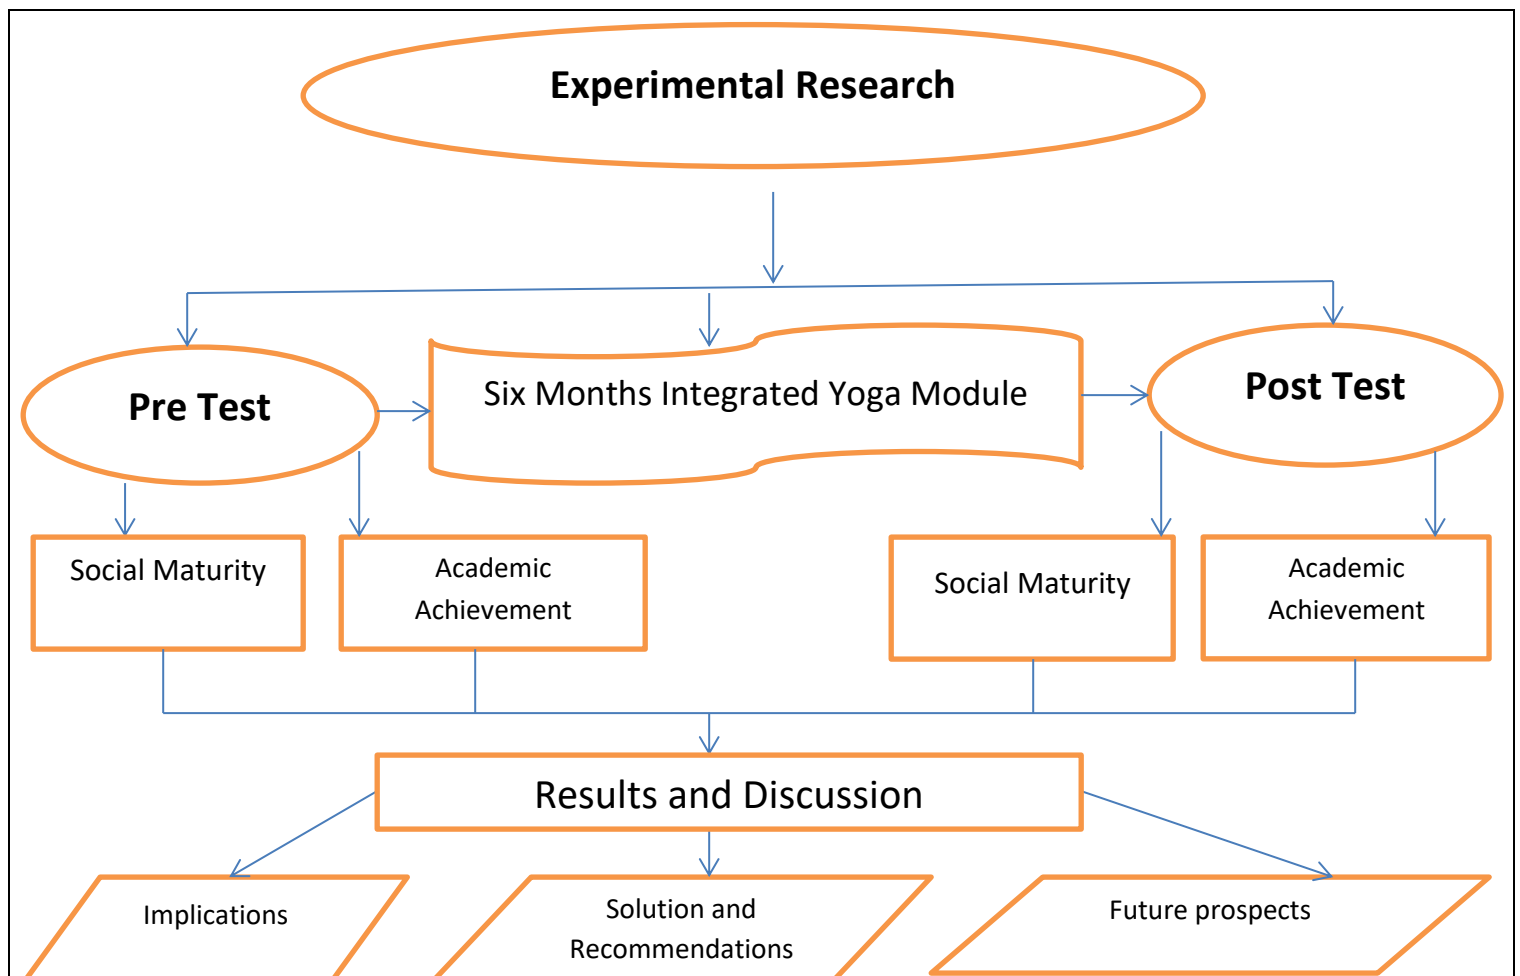 Experimental Research
Pre Test
Six Months Integrated Yoga Module
Post Test
Social Maturity
Academic
Achievement
Social Maturity
Academic
Achievement
Results and Discussion
Implications
Solution and
Recommendations
Future prospects